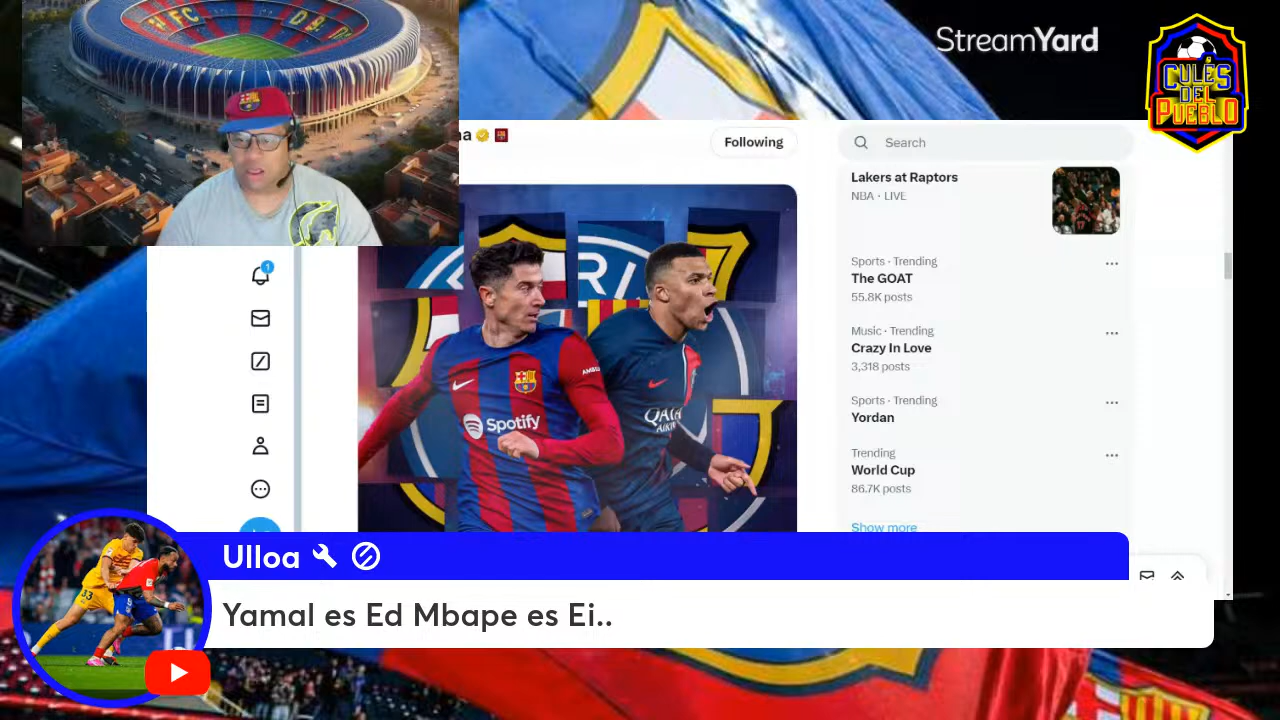 StreamYard
CULÉS
DEL
PUEBLO
Following
Search
Lakers at Raptors
NBA · LIVE
Sports · Trending
The GOAT
55.8K posts
Music · Trending
Crazy In Love
3,318 posts
Sports · Trending
Yordan
Trending
World Cup
86.7K posts
Show more
Spotify
Ulloa
Yamal es Ed Mbape es Ei..